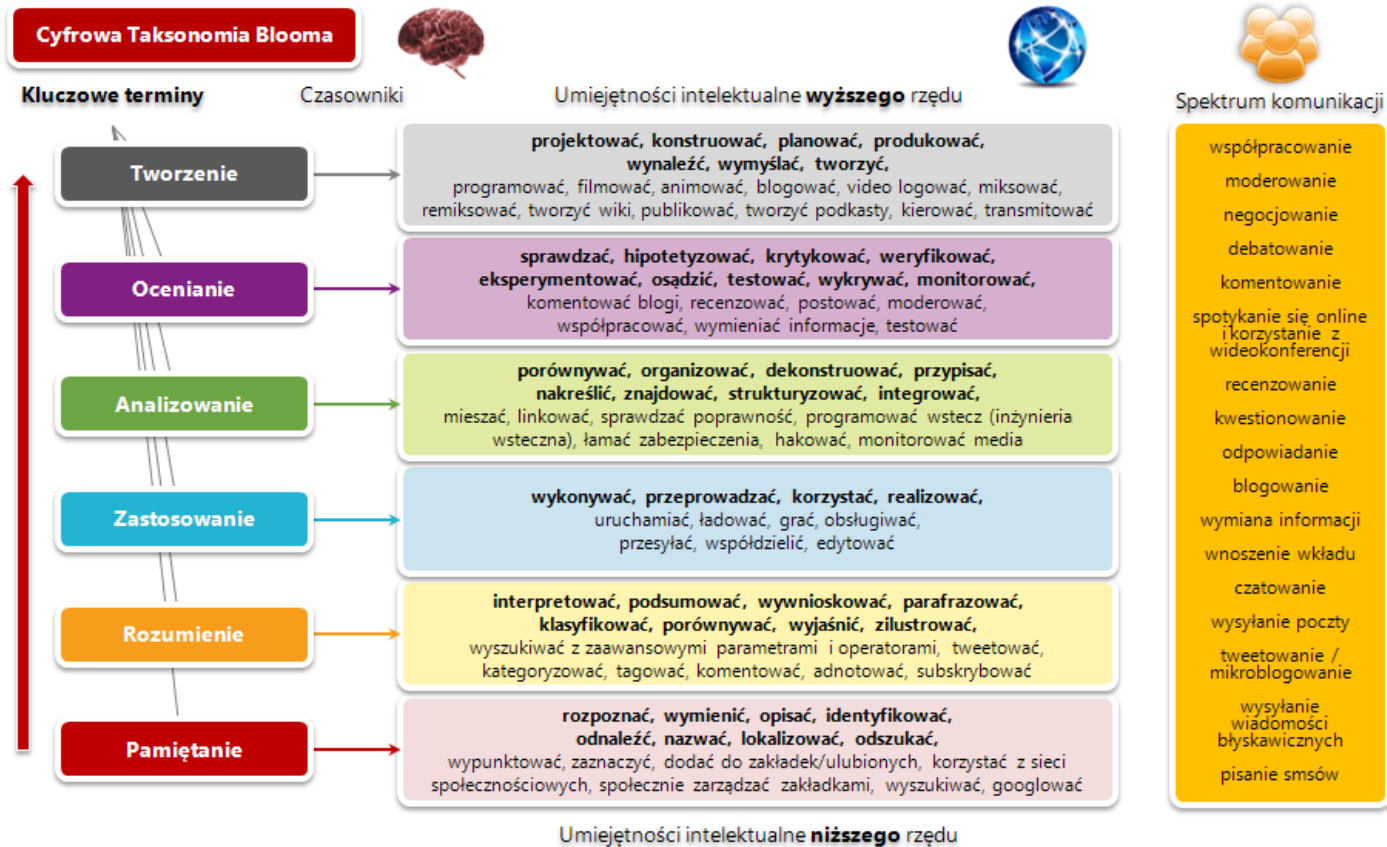 Cyfrowa Taksonomia Blooma
Kluczowe terminy
Czasowniki
Umiejętności intelektualne wyższego rzędu
Spektrum komunikacji
Tworzenie
projektować, konstruować, planować, produkować,
wynaleźć, wymyślać, tworzyć,
programować, filmować, animować, blogować, video logować, miksować,
remiksować, tworzyć wiki, publikować, tworzyć podkasty, kierować, transmitować
Ocenianie
sprawdzać, hipotetyzować, krytykować, weryfikować,
eksperymentować, osądzić, testować, wykrywać, monitorować,
komentować blogi, recenzować, postować, moderować,
współpracować, wymieniać informacje, testować
Analizowanie
porównywać, organizować, dekonstruować, przypisać,
nakreślić, znajdować, strukturyzować, integrować,
mieszać, linkować, sprawdzać poprawność, programować wstecz (inżynieria
wsteczna), łamać zabezpieczenia, hakować, monitorować media
Zastosowanie
wykonywać, przeprowadzać, korzystać, realizować,
uruchamiać, ładować, grać, obsługiwać,
przesyłać, współdzielić, edytować
Rozumienie
interpretować, podsumować, wywnioskować, parafrazować,
klasyfikować, porównywać, wyjaśnić, zilustrować,
wyszukiwać z zaawansowymi parametrami i operatorami, tweetować,
kategoryzować, tagować, komentować, adnotować, subskrybować
Pamiętanie
rozpoznać, wymienić, opisać, identyfikować,
odnaleźć, nazwać, lokalizować, odszukać,
wypunktować, zaznaczyć, dodać do zakładek/ulubionych, korzystać z sieci
społecznościowych, społecznie zarządzać zakładkami, wyszukiwać, googlować
Umiejętności intelektualne niższego rzędu
współpracowanie
moderowanie
negocjowanie
debatowanie
komentowanie
spotykanie się online
i korzystanie z
wideokonferencji
recenzowanie
kwestionowanie
odpowiadanie
blogowanie
wymiana informacji
wnoszenie wkładu
czatowanie
wysyłanie poczty
tweetowanie /
mikroblogowanie
wysyłanie
wiadomości
błyskawicznych
pisanie smsów